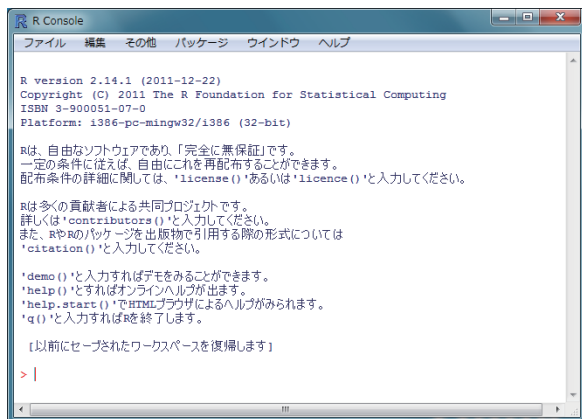 R Console
ファイル 編集 その他 パッケージ ウインドウ ヘルプ
R version 2.14.1 (2011-12-22)
Copyright (C) 2011 The R Foundation for Statistical Computing
ISBN 3-900051-07-0
Platform: i386-pc-mingw32/i386 (32-bit)
Rは、自由なソフトウェアであり、「完全に無保証」です。
一定の条件に従えば、自由にこれを再配布することができます。
配布条件の詳細に関しては、'license()'あるいは'licence()'と入力してください。
Rは多くの貢献者による共同プロジェクトです。
詳しくは'contributors()'と入力してください。
また、RやRのパッケージを出版物で引用する際の形式については
'citation()'と入力してください。
'demo()'と入力すればデモをみることができます。
'help()'とすればオンラインヘルプが出ます。
'help.start()'でHTMLブラウザによるヘルプがみられます。
'q()'と入力すればRを終了します。
[以前にセーブされたワークスペースを復帰します]
>